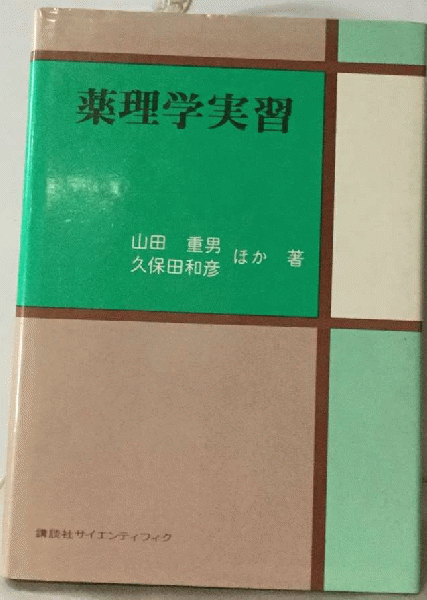 薬理学実習
山田 重男
久保田和彦 ほか 著
講談社サイエンティフィク